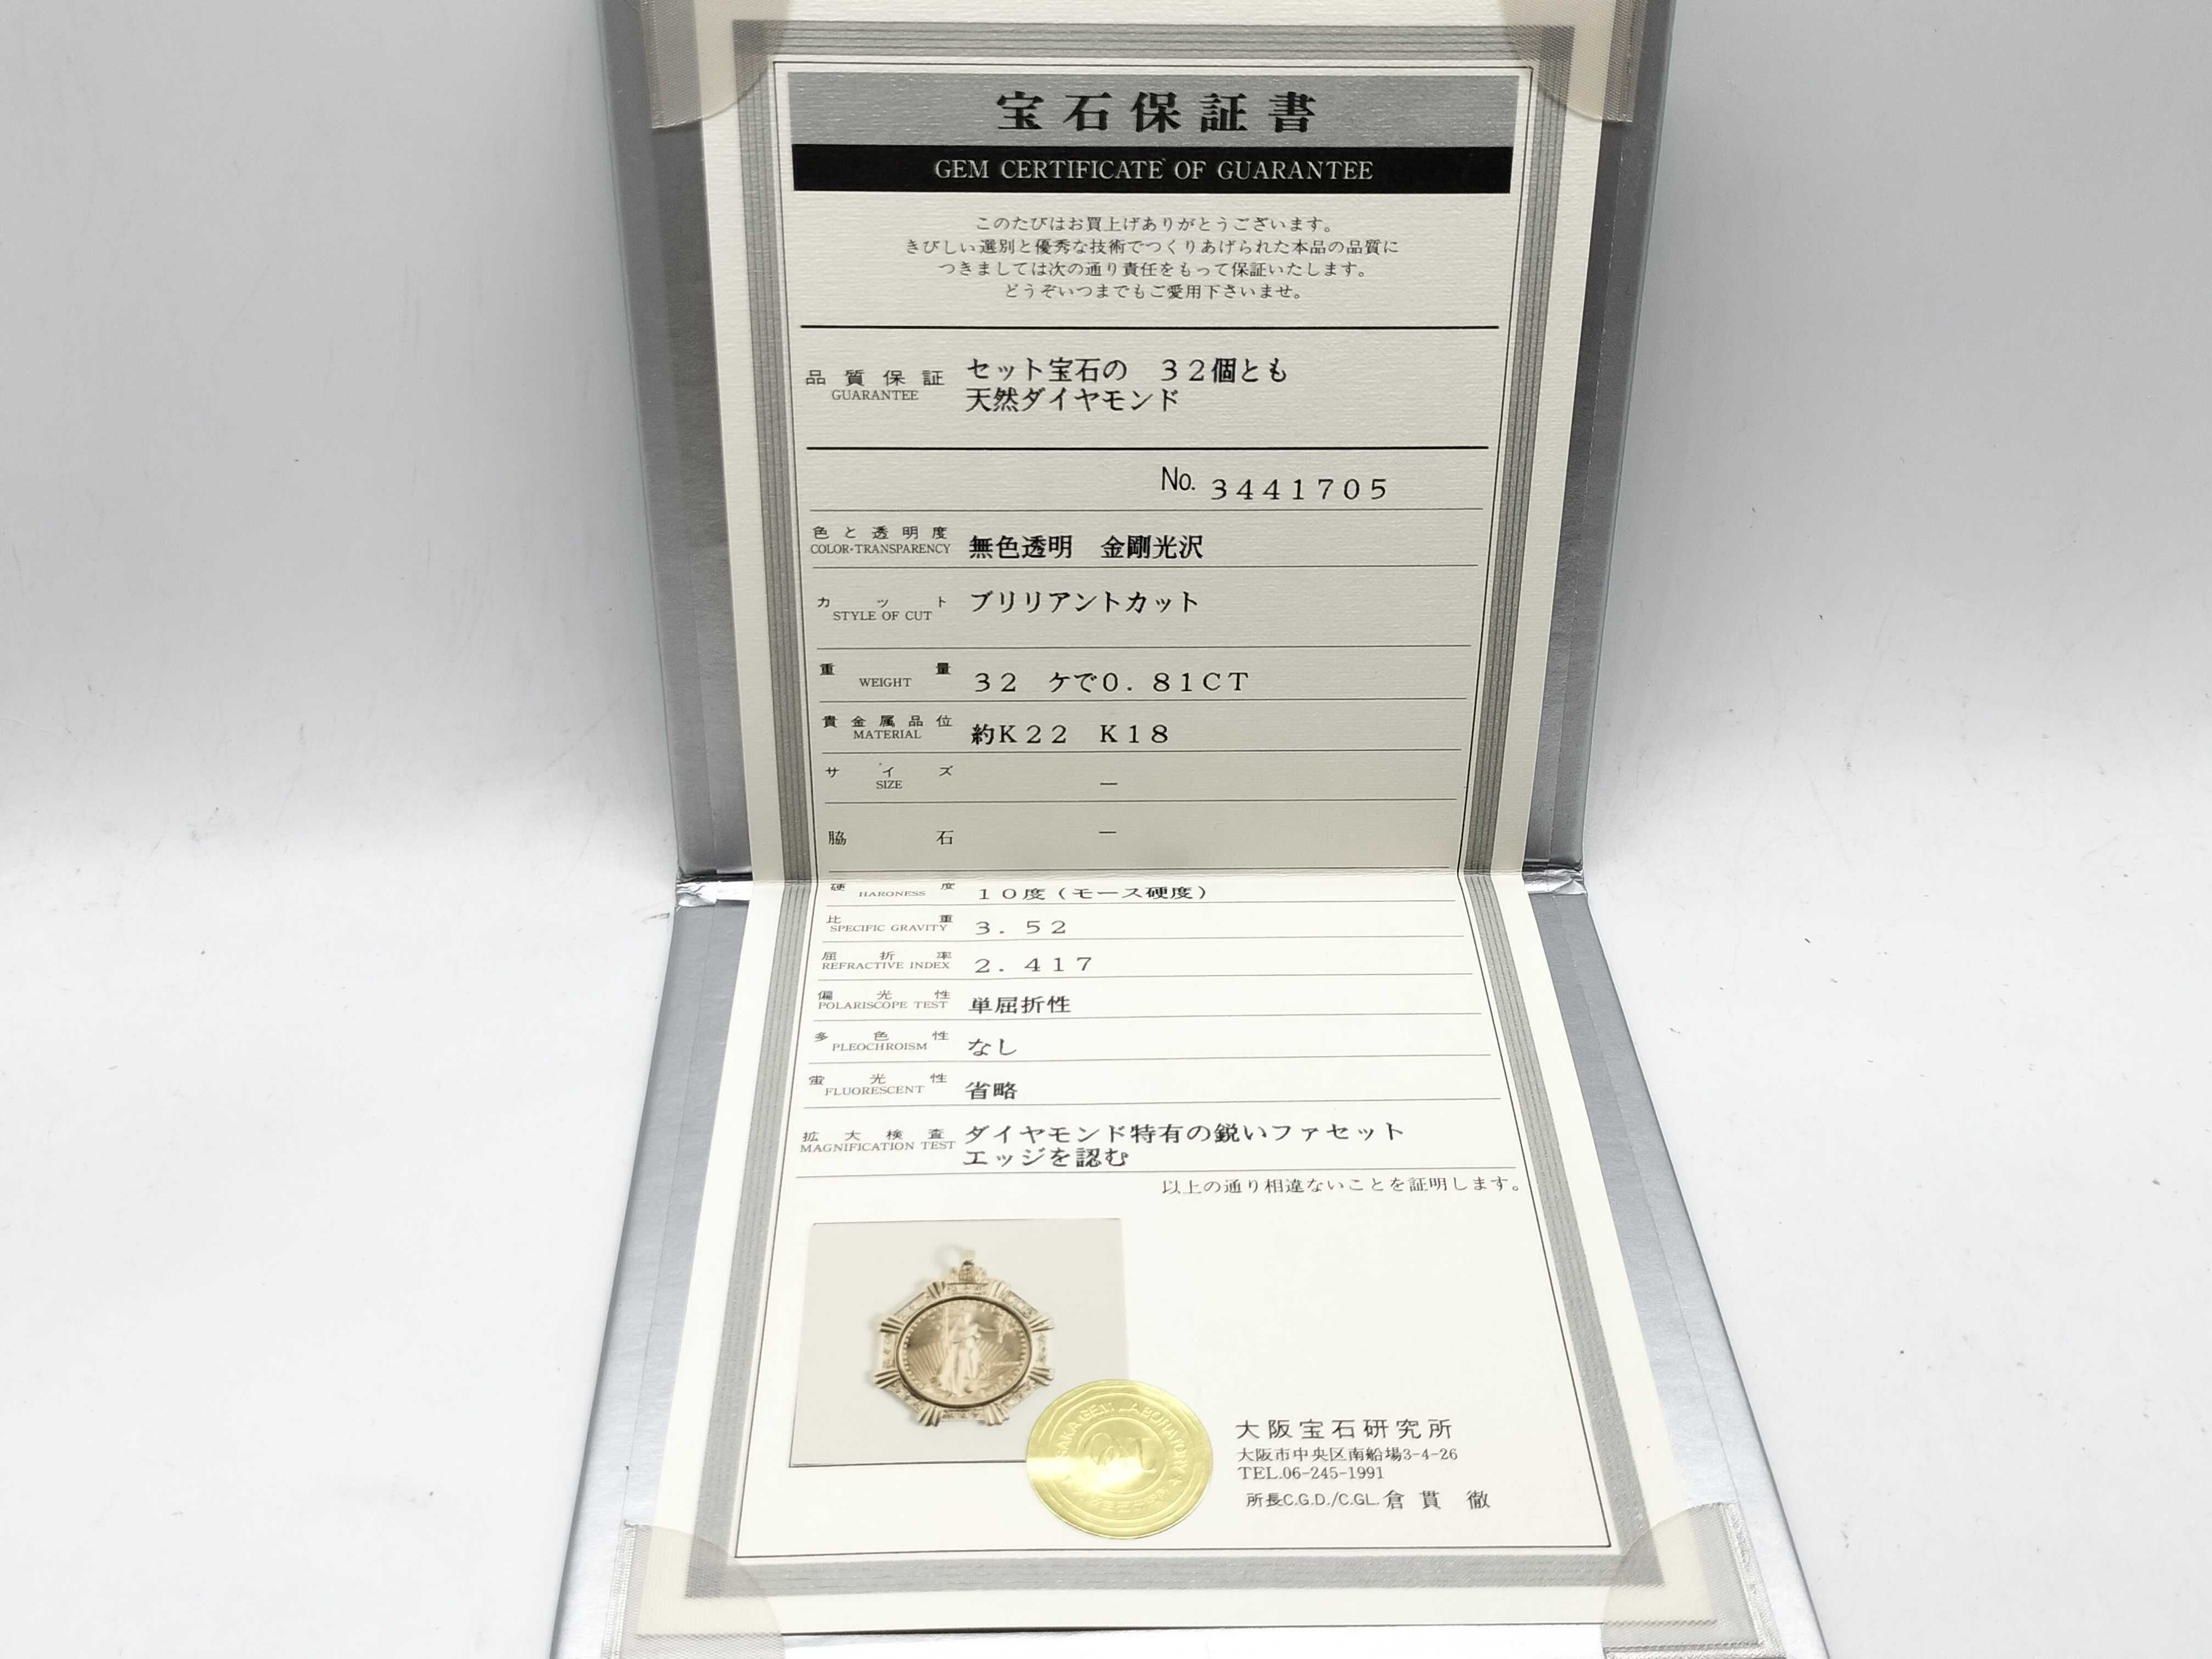 宝石保証書
GEM CERTIFICATE OF GUARANTEE
このたびはお買上げありがとうございます。
きびしい選別と優秀な技術でつくりあげられた本品の品質に
つきましては次の通り責任をもって保証いたします。
どうぞいつまでもご愛用下さいませ。
品質保証 セット宝石の 32個とも
GUARANTEE 天然ダイヤモンド
No. 3441705
色と透明度
COLOR・TRANSPARENCY 無色透明 金剛光沢
カット ブリリアントカット
STYLE OF CUT
重量
WEIGHT 32 ケで0.81CT
貴金属品位
MATERIAL 約K22 K18
サイズ
SIZE —
脇石 —
硬度
HARONESS 10度(モース硬度)
比重
SPECIFIC GRAVITY 3.52
屈折率
REFRACTIVE INDEX 2.417
偏光性
POLARISCOPE TEST 単屈折性
多色性
PLEOCHROISM なし
蛍光性
FLUORESCENT 省略
拡大検査 ダイヤモンド特有の鋭いファセット
MAGNIFICATION TEST エッジを認む
以上の通り相違ないことを証明します。
OSAKA GEM LABORATORY
大阪宝石研究所
大阪市中央区南船場3-4-26
TEL.06-245-1991
所長C.G.D./C.GL. 倉貫 徹